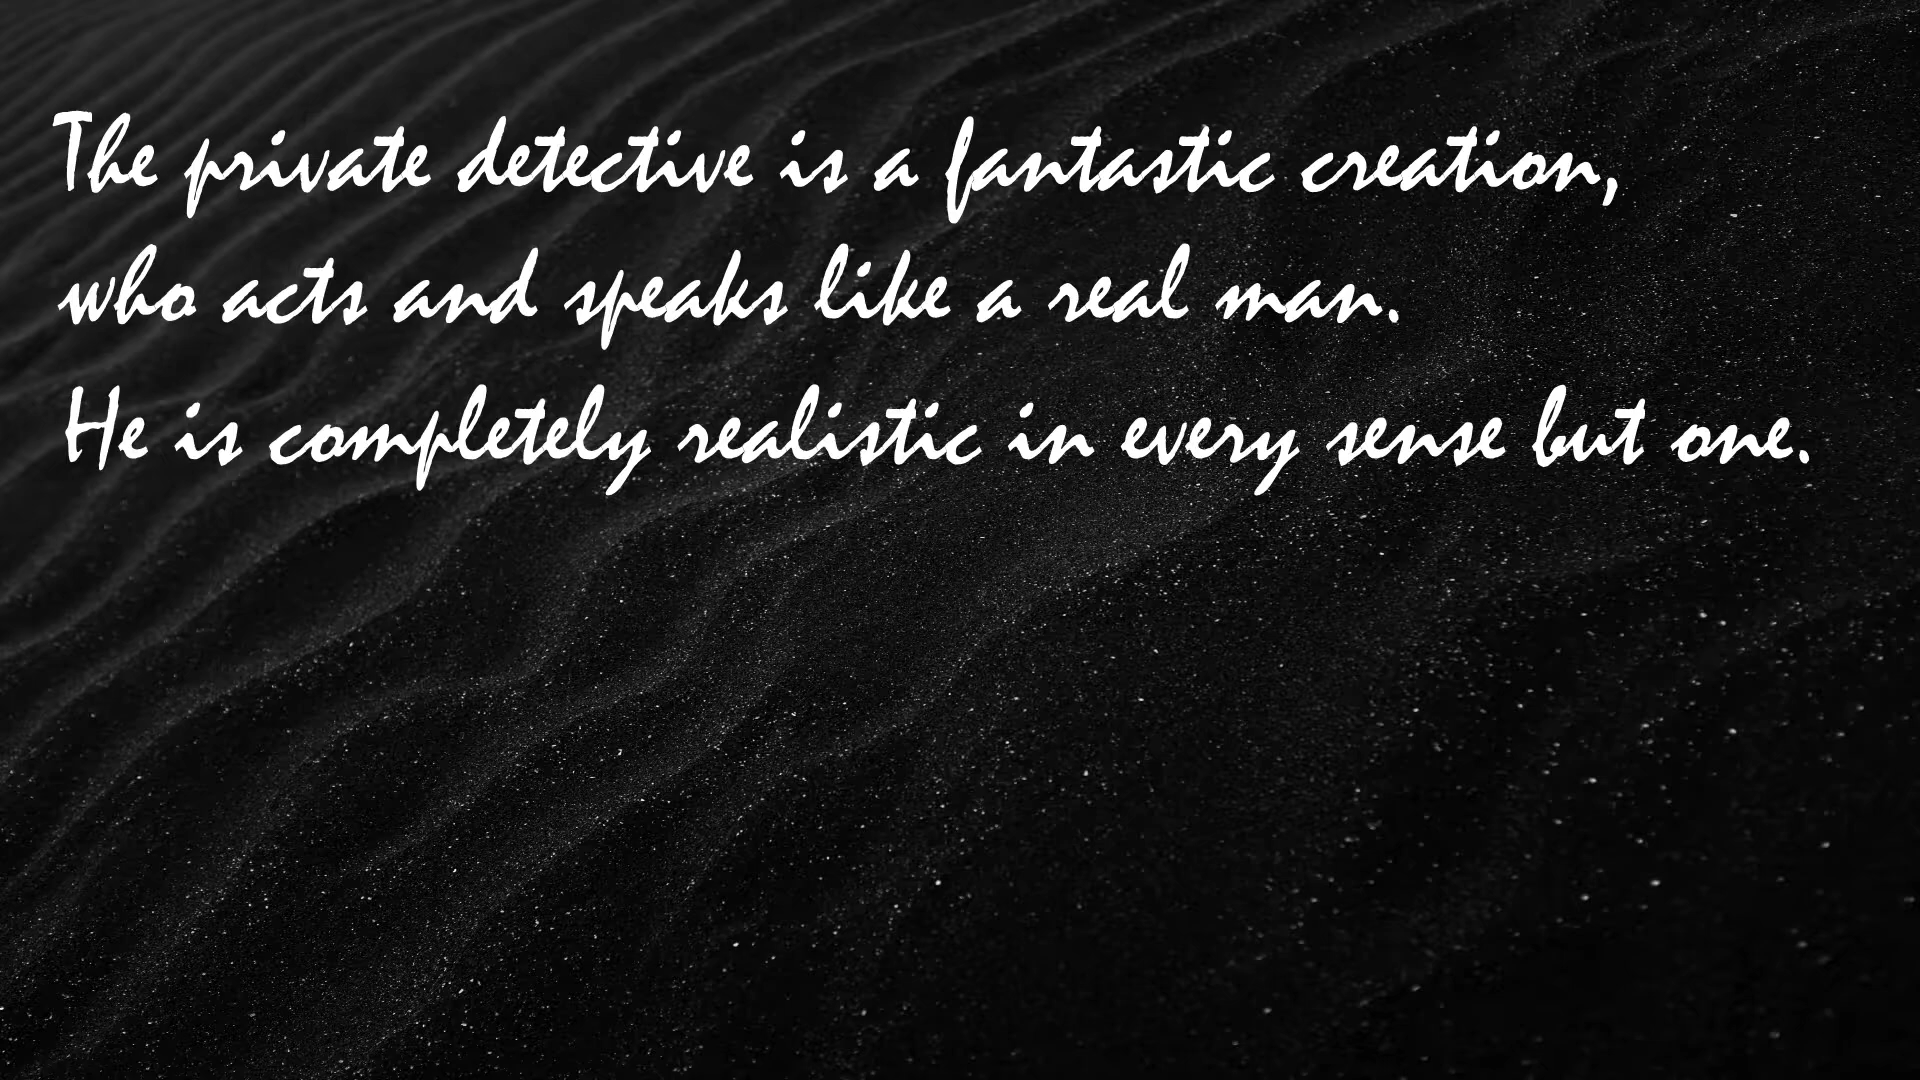 The private detective is a fantastic creation,
who acts and speaks like a real man.
He is completely realistic in every sense but one.